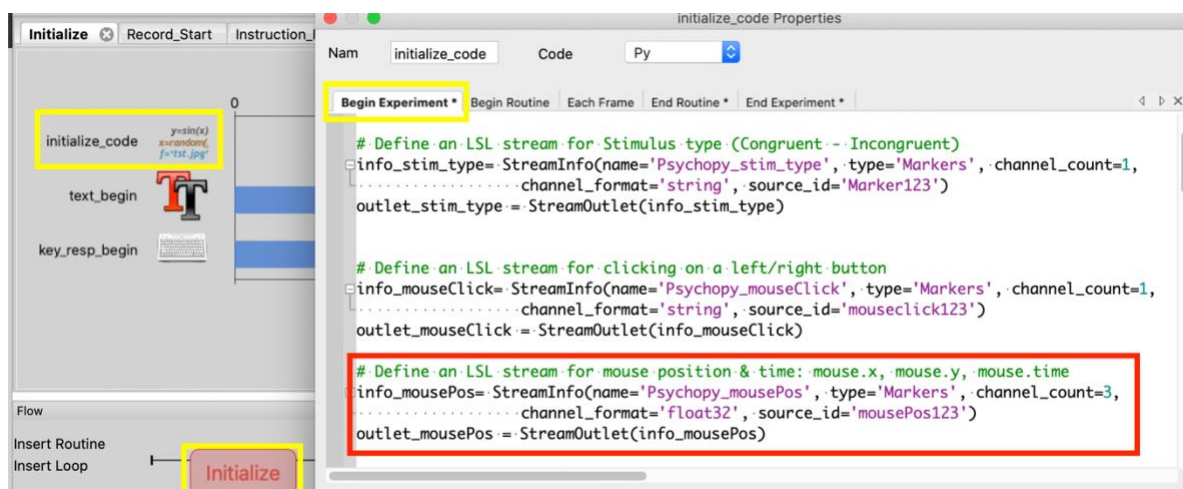 Initialize Record_Start Instruction_
0
initialize_code
y=sin(x)
x=random(,
f='tst.jpg'
text_begin
TT
key_resp_begin
Flow
Insert Routine
Insert Loop
Initialize
initialize_code Properties
Nam initialize_code Code Py
Begin Experiment * Begin Routine Each Frame End Routine * End Experiment *
# Define an LSL stream for Stimulus type (Congruent - Incongruent)
info_stim_type= StreamInfo(name='Psychopy_stim_type', type='Markers', channel_count=1,
channel_format='string', source_id='Marker123')
outlet_stim_type = StreamOutlet(info_stim_type)
# Define an LSL stream for clicking on a left/right button
info_mouseClick= StreamInfo(name='Psychopy_mouseClick', type='Markers', channel_count=1,
channel_format='string', source_id='mouseclick123')
outlet_mouseClick = StreamOutlet(info_mouseClick)
# Define an LSL stream for mouse position & time: mouse.x, mouse.y, mouse.time
info_mousePos= StreamInfo(name='Psychopy_mousePos', type='Markers', channel_count=3,
channel_format='float32', source_id='mousePos123')
outlet_mousePos = StreamOutlet(info_mousePos)